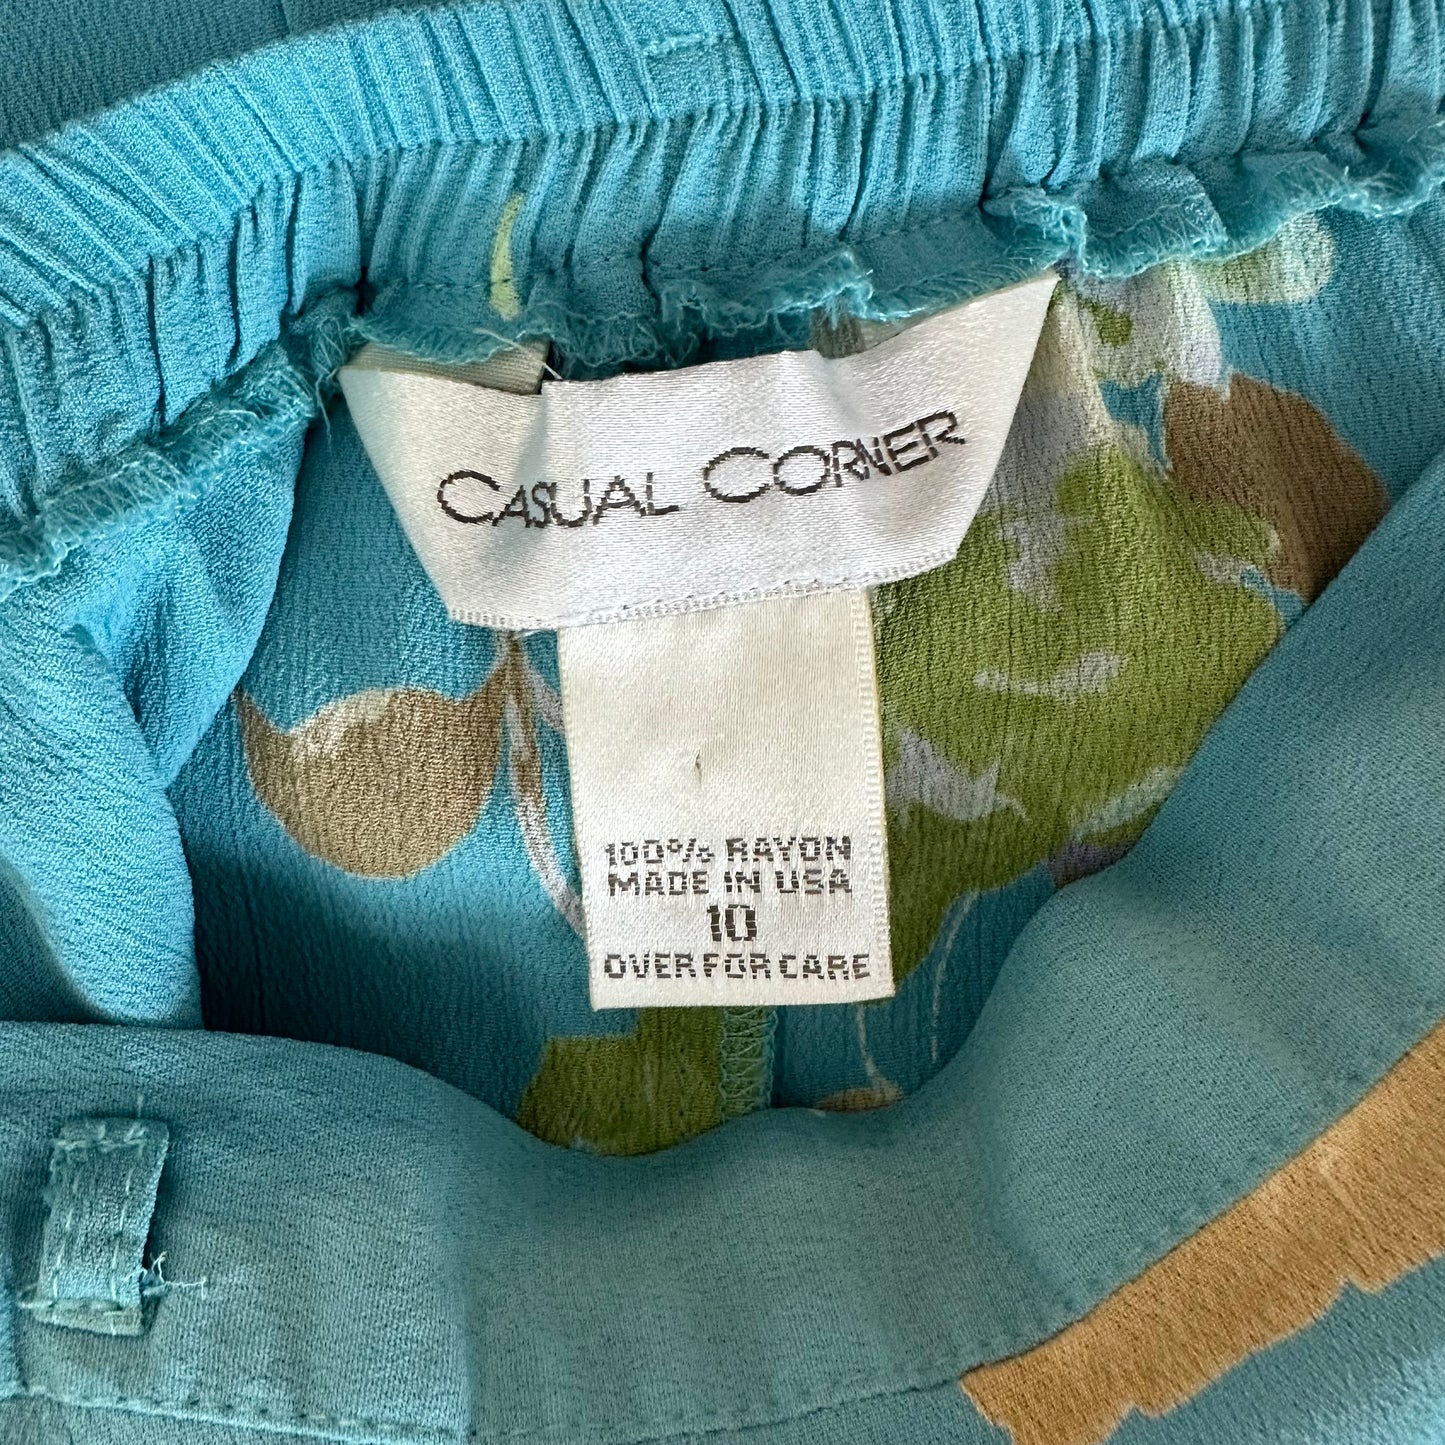 CASUAL CORNER
100% RAYON
MADE IN USA
10
OVER FOR CARE